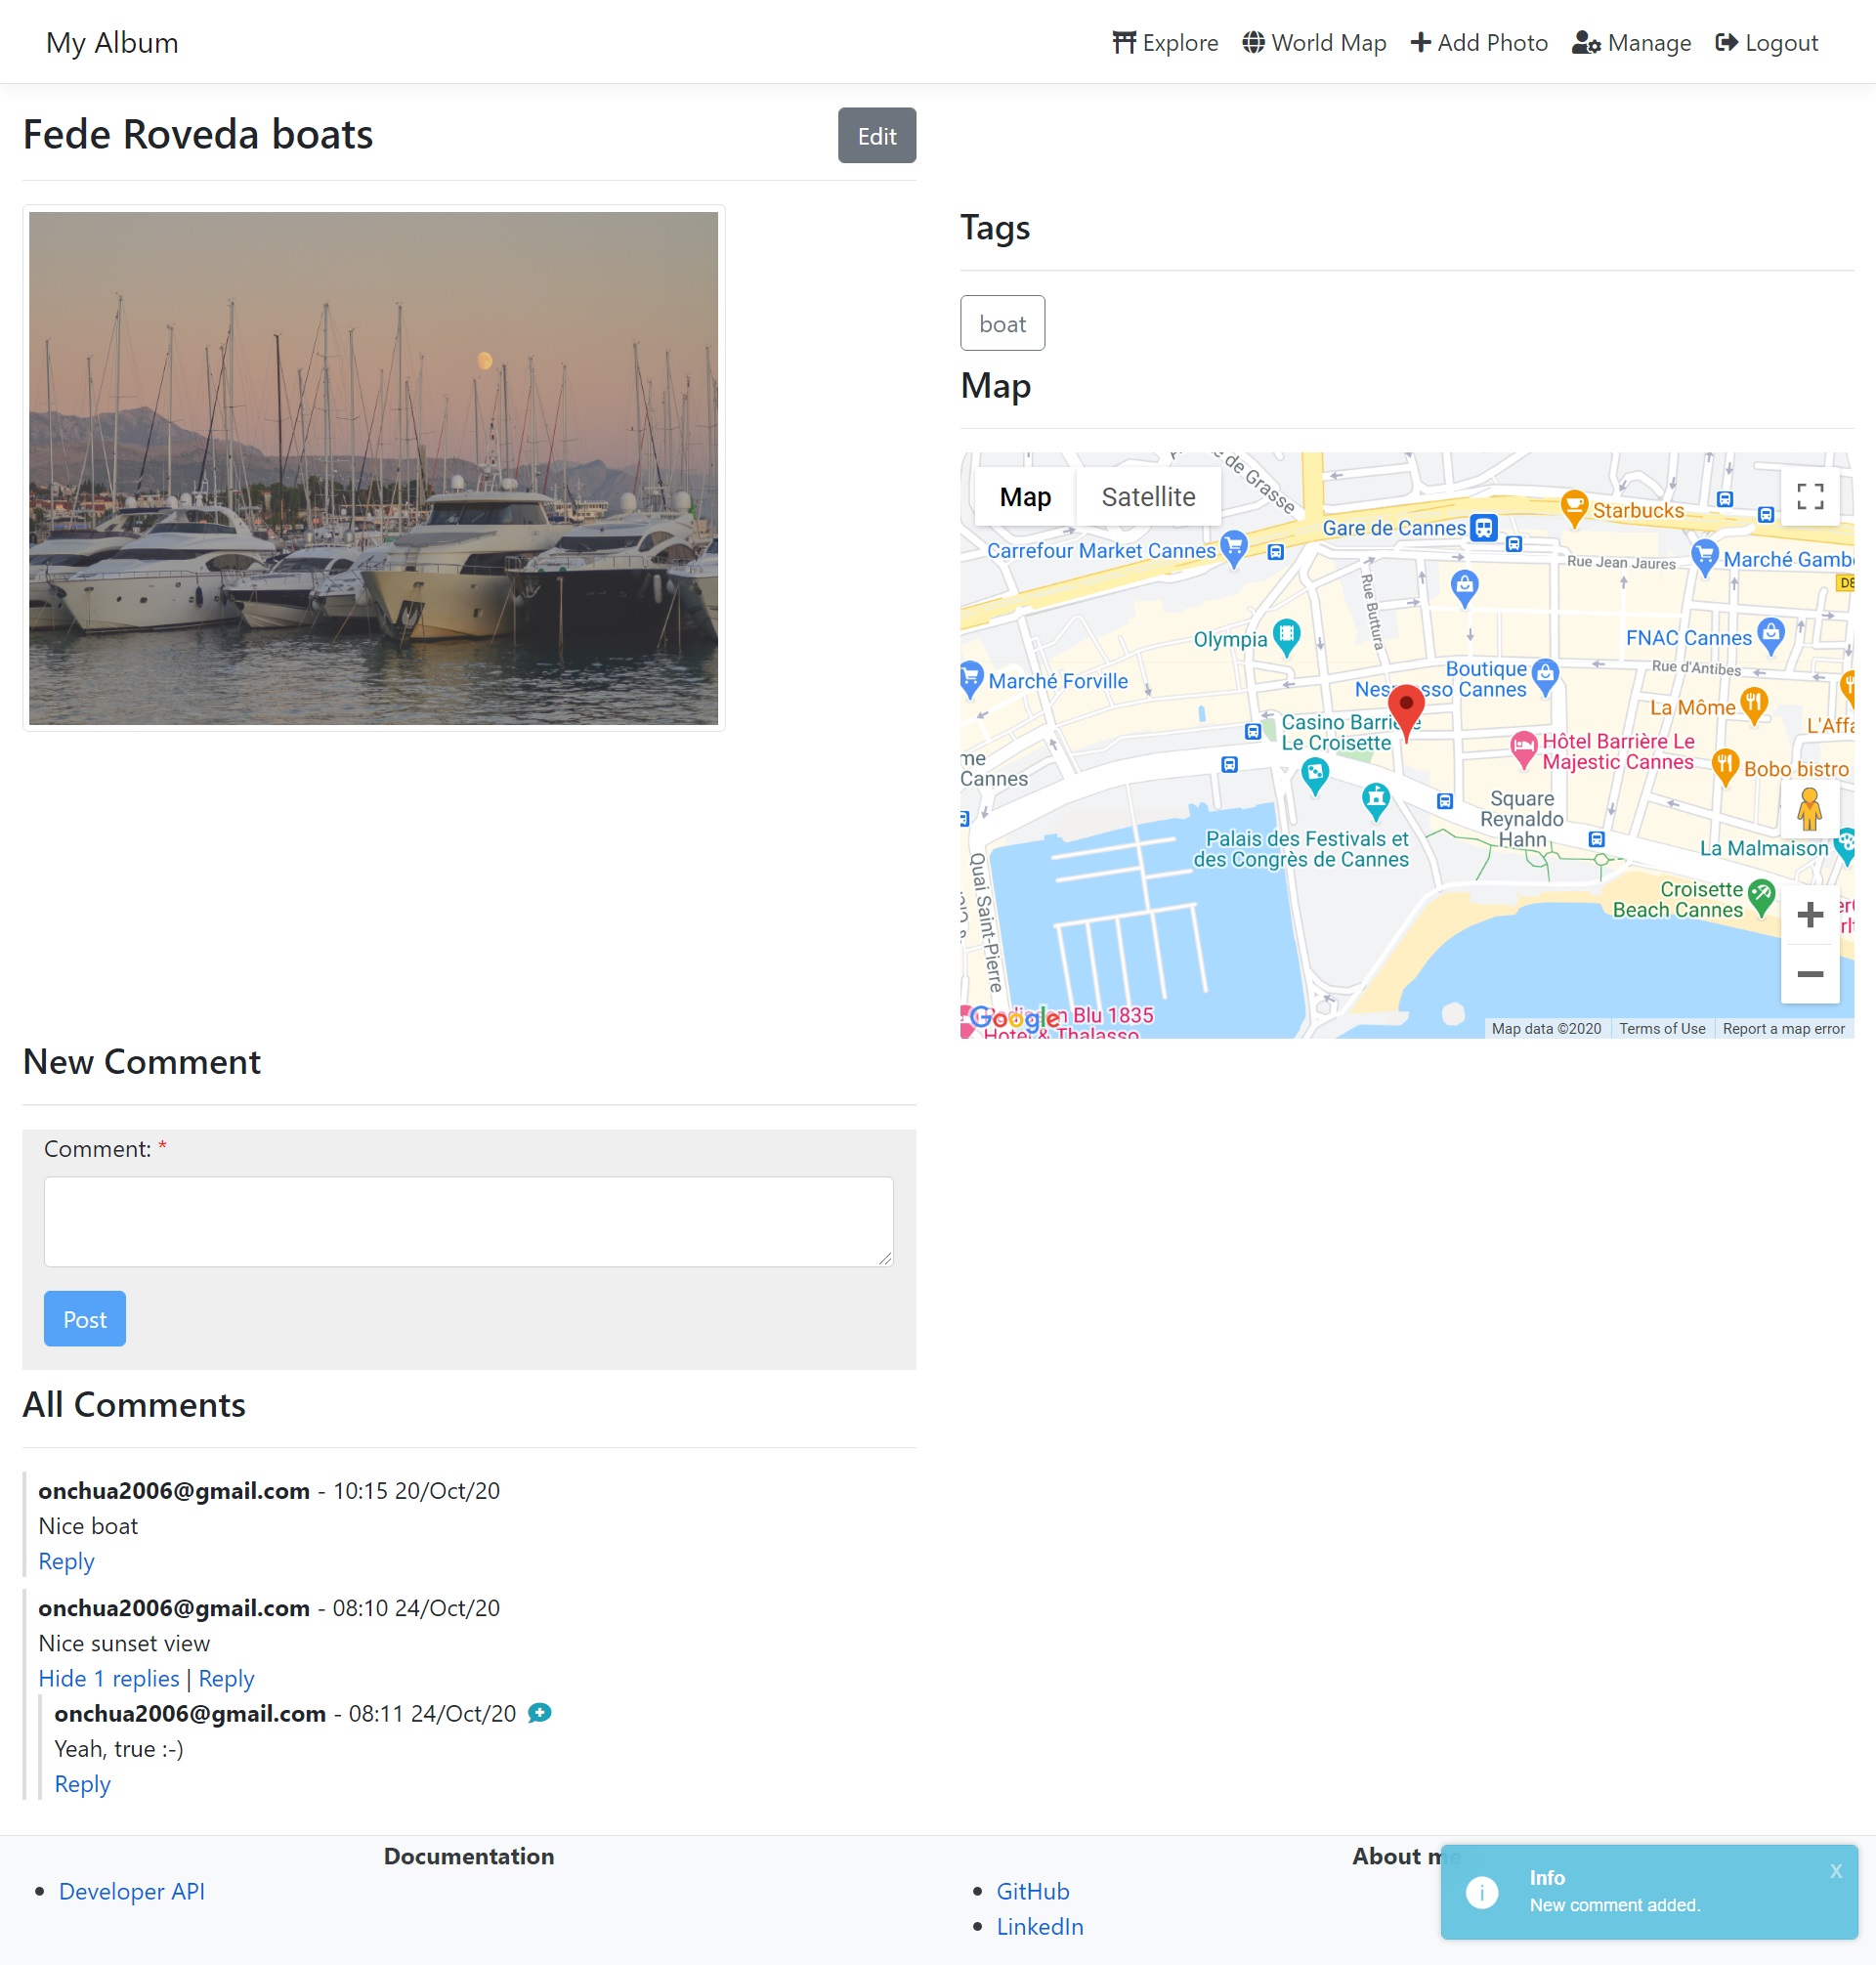 My Album
Explore
World Map
Add Photo
Manage
Logout
Fede Roveda boats
Edit
Tags
boat
Map
Map
Satellite
de Grasse
Starbucks
Gare de Cannes
Carrefour Market Cannes
Rue Jean Jaures
Marché Gamb
Rue Buttura
Olympia
FNAC Cannes
Boutique
Nespresso Cannes
Rue d'Antibes
Marché Forville
La Môme
L'Affa
Casino Barrière
Le Croisette
Hôtel Barrière Le
Majestic Cannes
me
Cannes
Bobo bistro
Square
Reynaldo
Hahn
Palais des Festivals et
des Congrès de Cannes
La Malmaison
Quai Saint-Pierre
Croisette
Beach Cannes
Google
Radisson Blu 1835
Hotel & Thalasso
Map data ©2020
Terms of Use
Report a map error
New Comment
Comment: *
Post
All Comments
onchua2006@gmail.com - 10:15 20/Oct/20
Nice boat
Reply
onchua2006@gmail.com - 08:10 24/Oct/20
Nice sunset view
Hide 1 replies | Reply
onchua2006@gmail.com - 08:11 24/Oct/20
Yeah, true :-)
Reply
Documentation
Developer API
About me
GitHub
LinkedIn
Info
X
New comment added.